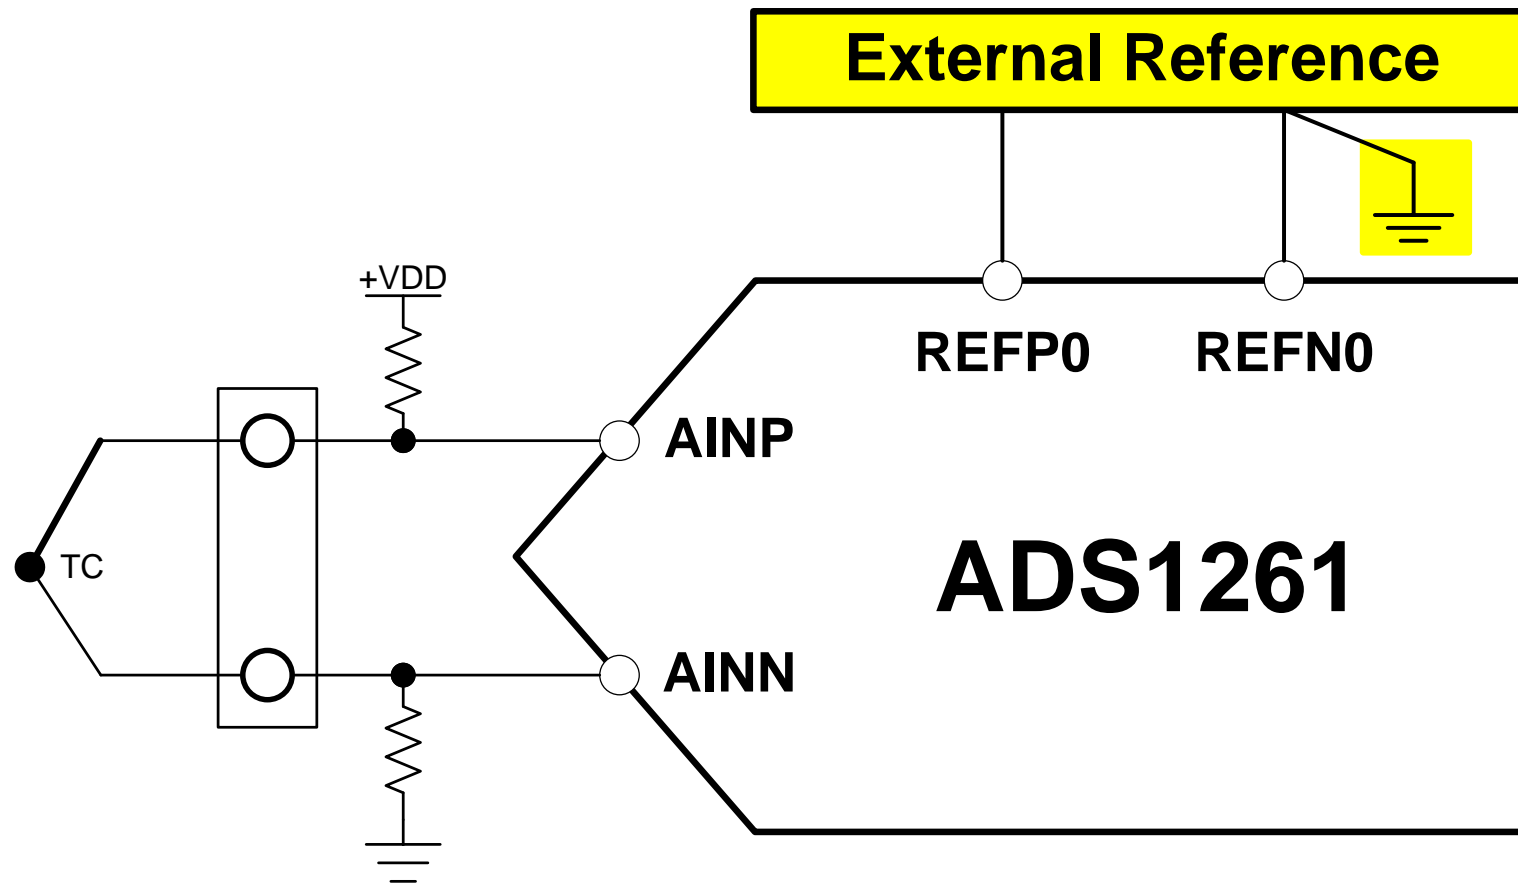 External Reference
+VDD
REFP0
REFN0
AINP
TC
ADS1261
AINN